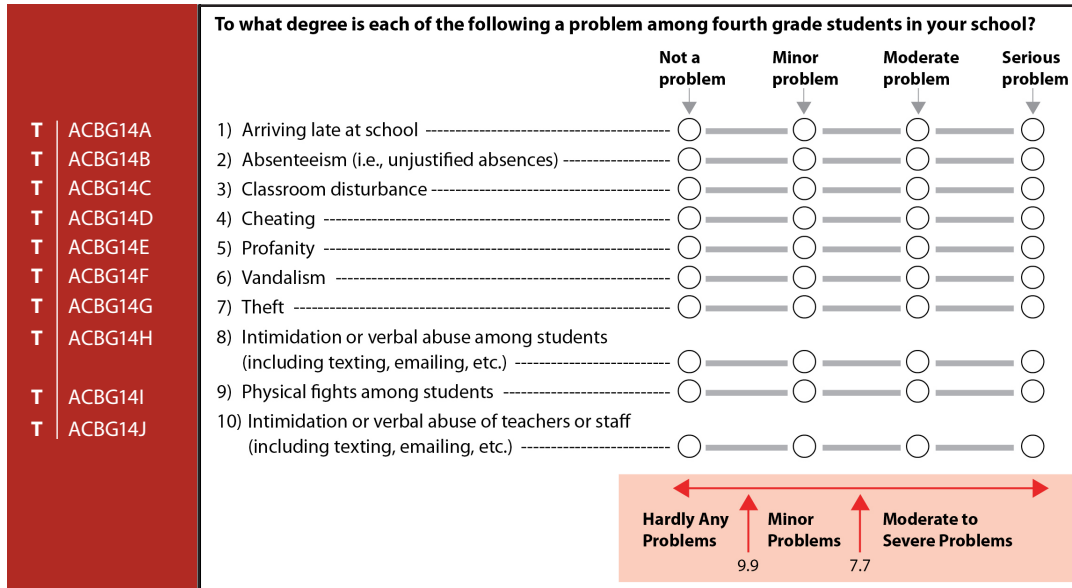 To what degree is each of the following a problem among fourth grade students in your school?
Not a Minor Moderate Serious
problem problem problem problem
T ACBG14A 1) Arriving late at school
T ACBG14B 2) Absenteeism (i.e., unjustified absences)
T ACBG14C 3) Classroom disturbance
T ACBG14D 4) Cheating
T ACBG14E 5) Profanity
T ACBG14F 6) Vandalism
T ACBG14G 7) Theft
T ACBG14H 8) Intimidation or verbal abuse among students
(including texting, emailing, etc.)
T ACBG14I 9) Physical fights among students
T ACBG14J 10) Intimidation or verbal abuse of teachers or staff
(including texting, emailing, etc.)
Hardly Any Minor Moderate to
Problems Problems Severe Problems
9.9 7.7